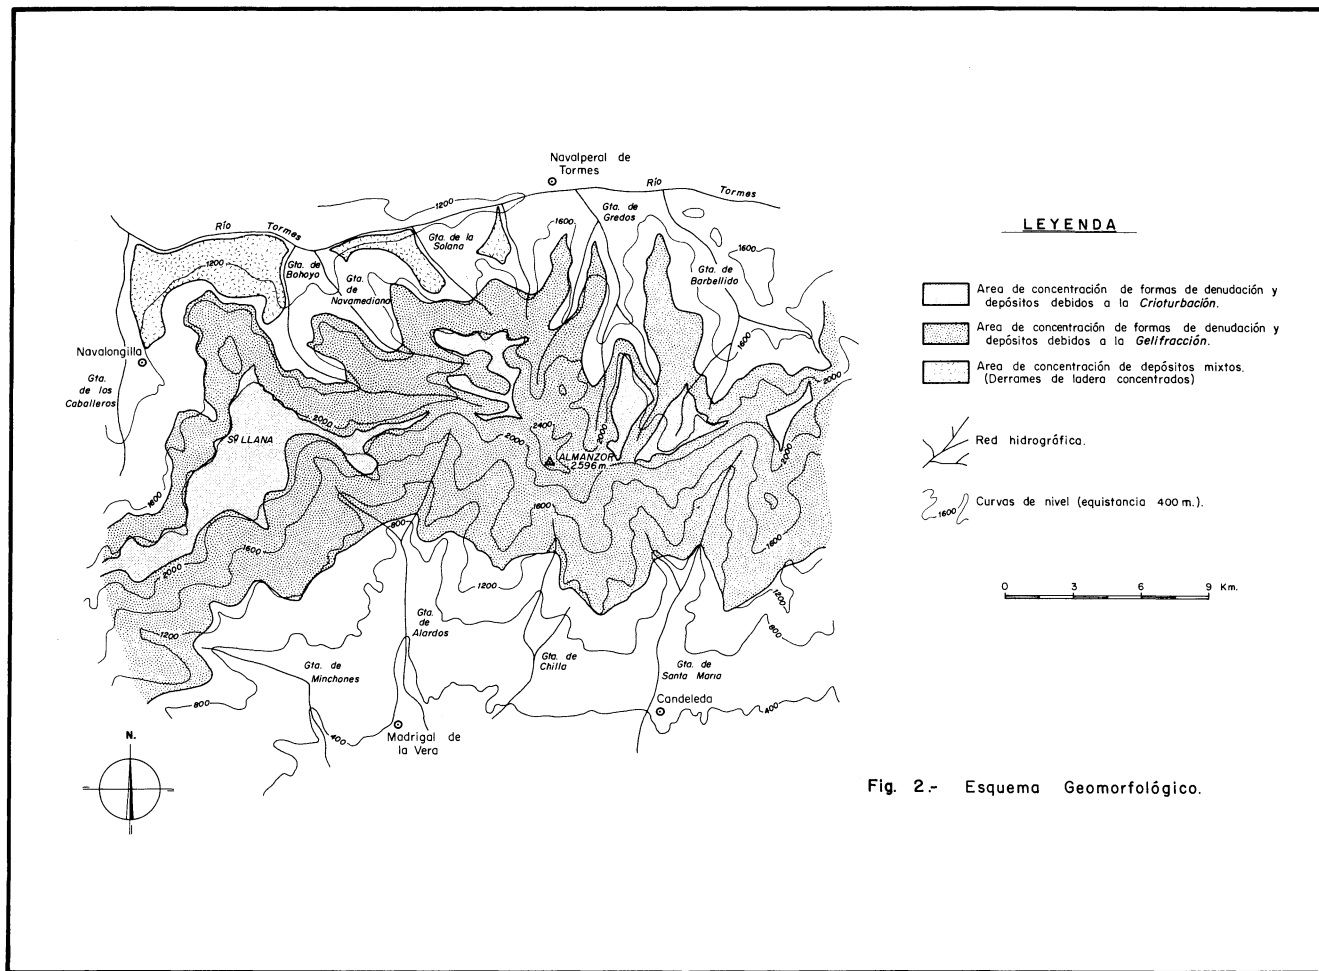 Navalperal de
Tormes
Río
Tormes
1200
Gta. de
Gredos
1600
Río
Tormes
Gta. de la
Solano
1200
Gta. de
Bohoyo
Gta.
de
Navamediano
1600
Gta. de
Barbellido
1600
Navalongilla
Gta.
de los
Caballeros
2000
2000
Sª LLANA
2000
2400
2000
2000
ALMANZOR
2596 m.
1600
800
1600
1600
1600
2000
1200
1200
1200
Gta.
de
Alardos
800
Gta. de
Minchones
Gta. de
Chilla
Gta. de
Santa María
Candeleda
800
400
400
Madrigal de
la Vera
N.
LEYENDA
Area de concentración de formas de denudación y
depósitos debidos a la Crioturbación.
Area de concentración de formas de denudación y
depósitos debidos a la Gelifracción.
Area de concentración de depósitos mixtos.
(Derrames de ladera concentrados)
Red hidrográfica.
1600
Curvas de nivel (equistancia 400 m.).
0 3 6 9 Km.
Fig. 2.- Esquema Geomorfológico.